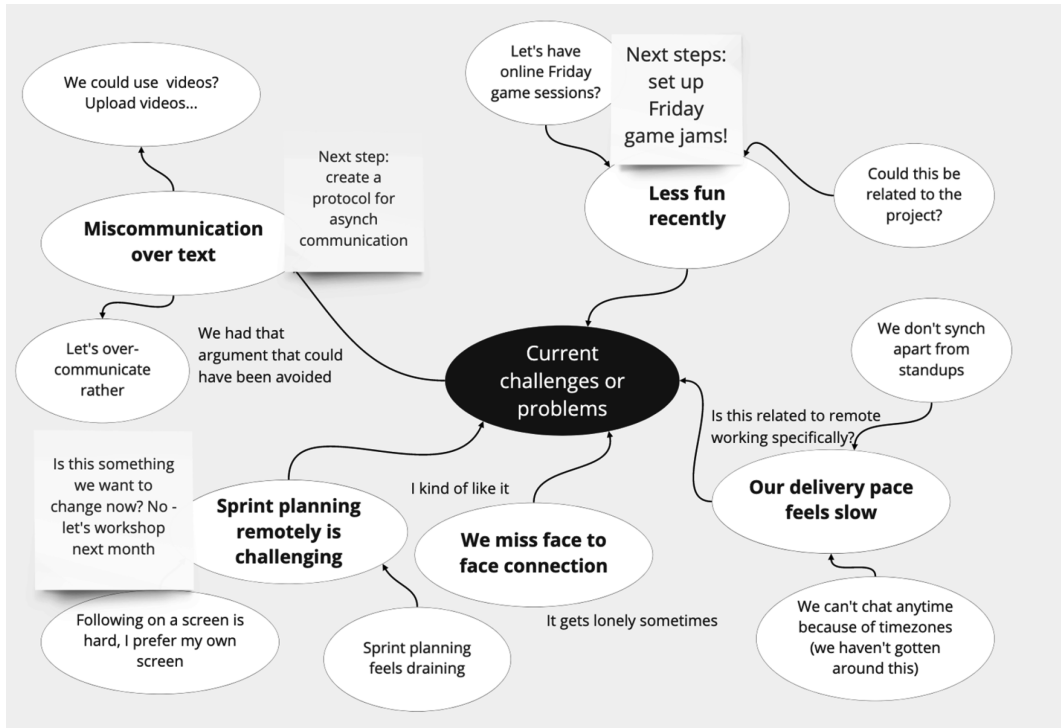 We could use videos?
Upload videos...
Miscommunication
over text
Next step:
create a
protocol for
asynch
communication
Let's over-
communicate
rather
We had that
argument that could
have been avoided
Let's have
online Friday
game sessions?
Next steps:
set up
Friday
game jams!
Less fun
recently
Could this be
related to the
project?
Current
challenges or
problems
We don't synch
apart from
standups
Is this related to remote
working specifically?
Our delivery pace
feels slow
We can't chat anytime
because of timezones
(we haven't gotten
around this)
Is this something
we want to
change now? No -
let's workshop
next month
Sprint planning
remotely is
challenging
Following on a screen is
hard, I prefer my own
screen
Sprint planning
feels draining
I kind of like it
We miss face to
face connection
It gets lonely sometimes